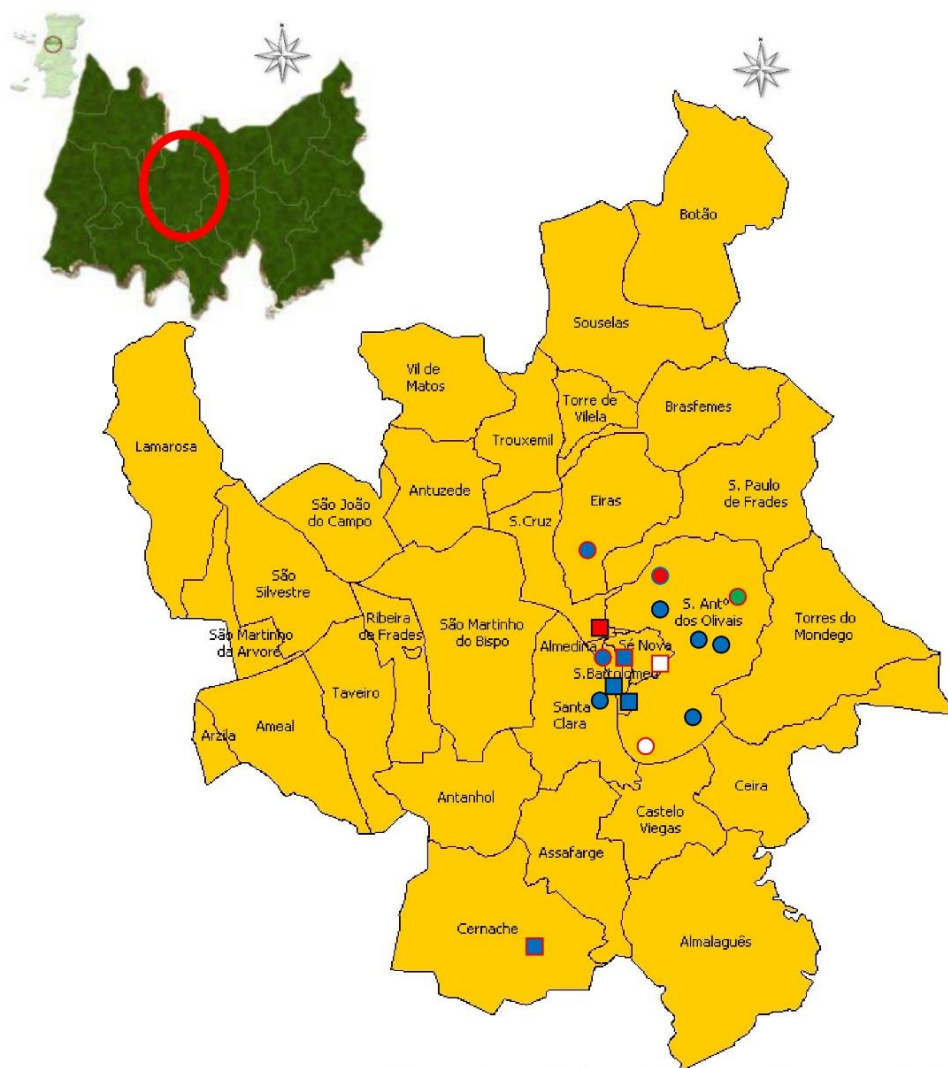 N
N
Botão
Souselas
Vil de
Matos
Torre de
Vilela
Brasfemes
Trouxemil
Lamarosa
S. Paulo
de Frades
Antuzede
Eiras
São João
do Campo
S.Cruz
São
Silvestre
S. Antº
dos Olivais
Ribeira
de Frades
São Martinho
do Bispo
Torres do
Mondego
São Martinho
da Arvore
Almedina
Sé Nova
S.Bartolomeu
Taveiro
Santa
Clara
Arzila
Ameal
Ceira
Antanhol
Castelo
Viegas
Assafarge
Cernache
Almalaguês